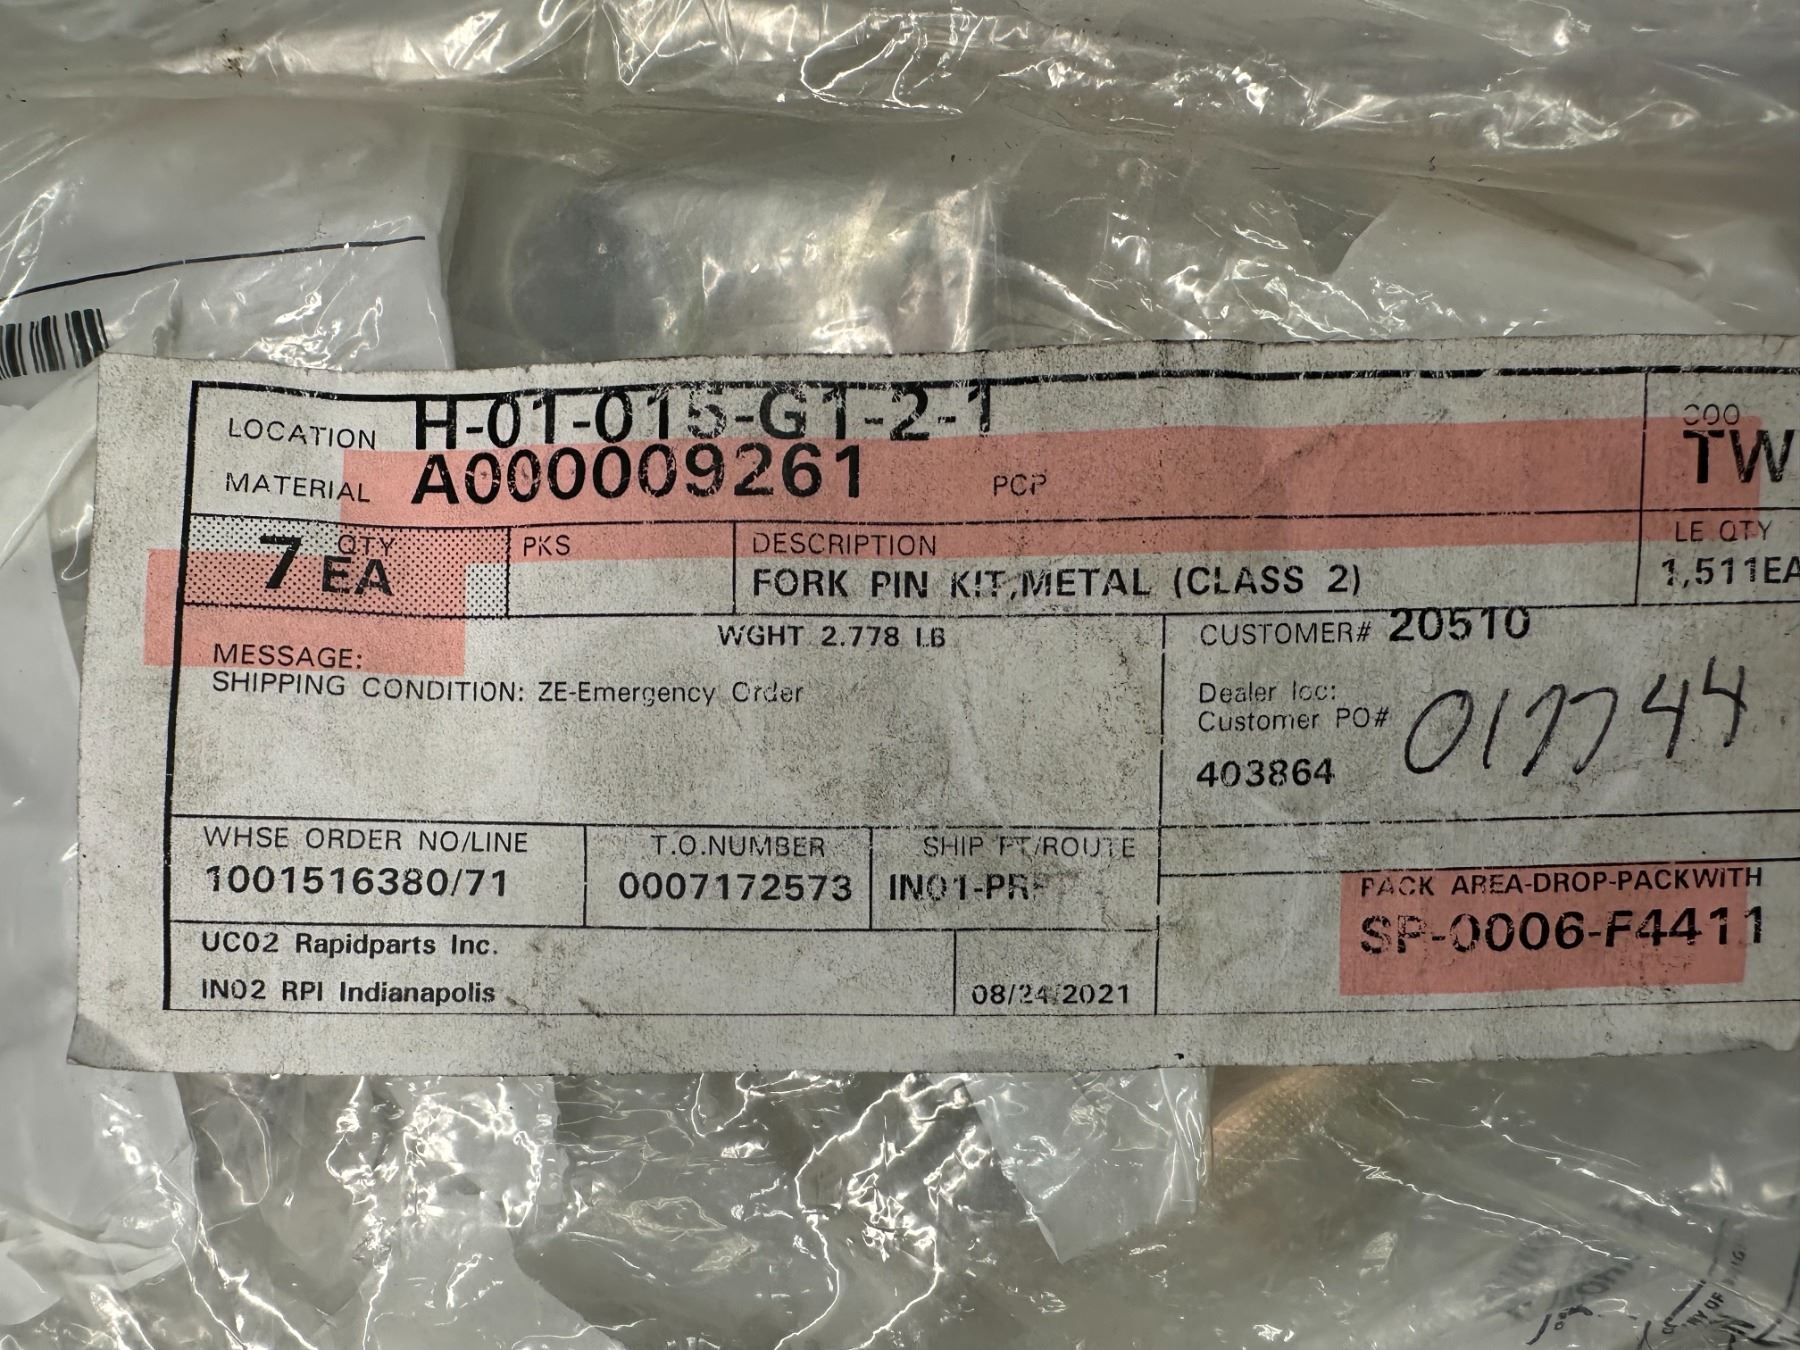 LOCATION H-01-015-G1-2-1
MATERIAL A000009261 PCP
COO
TW
QTY
7 EA
PKS
DESCRIPTION
FORK PIN KIT,METAL (CLASS 2)
LE QTY
1,511EA
WGHT 2.778 LB
MESSAGE:
SHIPPING CONDITION: ZE-Emergency Order
CUSTOMER# 20510
Dealer loc:
Customer PO#
403864
017744
WHSE ORDER NO/LINE
1001516380/71
T.O.NUMBER
0007172573
SHIP PT/ROUTE
PACK AREA-DROP-PACKWITH
SP-0006-F4411
UC02 Rapidparts Inc.
IN02 RPI Indianapolis
08/24/2021